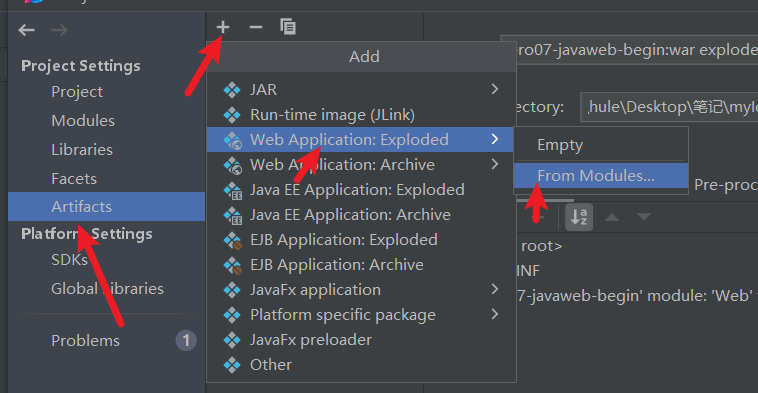 Project Settings
Project
Modules
Libraries
Facets
Artifacts
Platform Settings
SDKs
Global Libraries
Problems
1
Add
JAR
Run-time image (JLink)
Web Application: Exploded
Web Application: Archive
Java EE Application: Exploded
Java EE Application: Archive
EJB Application: Exploded
EJB Application: Archive
JavaFx application
Platform specific package
JavaFx preloader
Other
Empty
From Modules...
ro07-javaweb-begin:war explode
ectory:
hule\Desktop\笔记\myI
Pre-proc
root>
INF
7-javaweb-begin' module: 'Web'